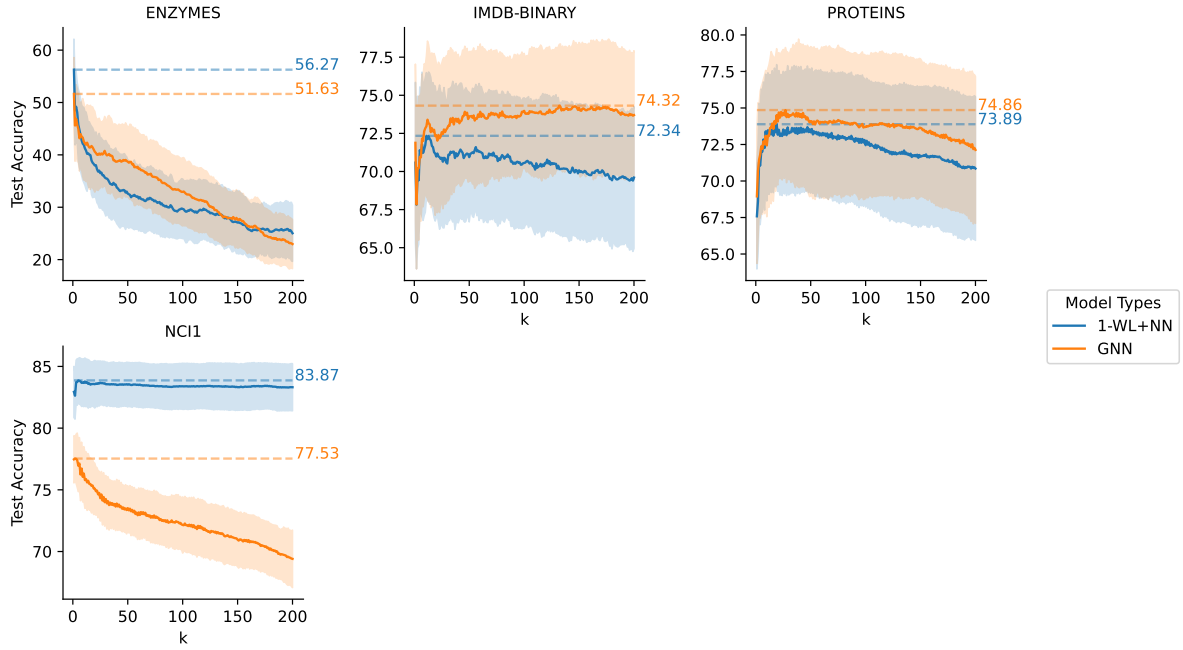 ENZYMES
Test Accuracy
60
50
40
30
20
56.27
51.63
0 50 100 150 200
IMDB-BINARY
77.5
75.0
72.5
70.0
67.5
65.0
74.32
72.34
0 50 100 150 200
k
PROTEINS
80.0
77.5
75.0
72.5
70.0
67.5
65.0
74.86
73.89
0 50 100 150 200
k
Model Types
1-WL+NN
GNN
NCI1
Test Accuracy
85
80
75
70
83.87
77.53
0 50 100 150 200
k